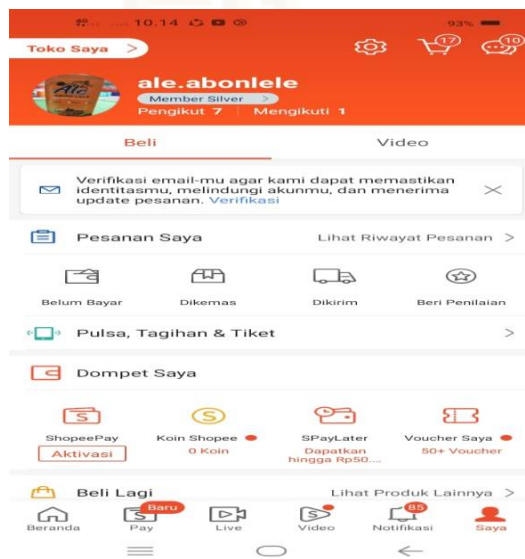 10.14
93%
Toko Saya >
17
10
Ale
ale.abonlele
Member Silver >
Pengikut 7 Mengikuti 1
Beli
Video
Verifikasi email-mu agar kami dapat memastikan
identitasmu, melindungi akunmu, dan menerima
update pesanan. Verifikasi
Pesanan Saya
Lihat Riwayat Pesanan >
Belum Bayar
Dikemas
Dikirim
Beri Penilaian
Pulsa, Tagihan & Tiket >
Dompet Saya
ShopeePay
Aktivasi
Koin Shopee
0 Koin
SPayLater
Dapatkan
hingga Rp50....
Voucher Saya
50+ Voucher
Beli Lagi
Lihat Produk Lainnya >
Beranda
Baru
Pay
Live
Video
85
Notifikasi
Saya